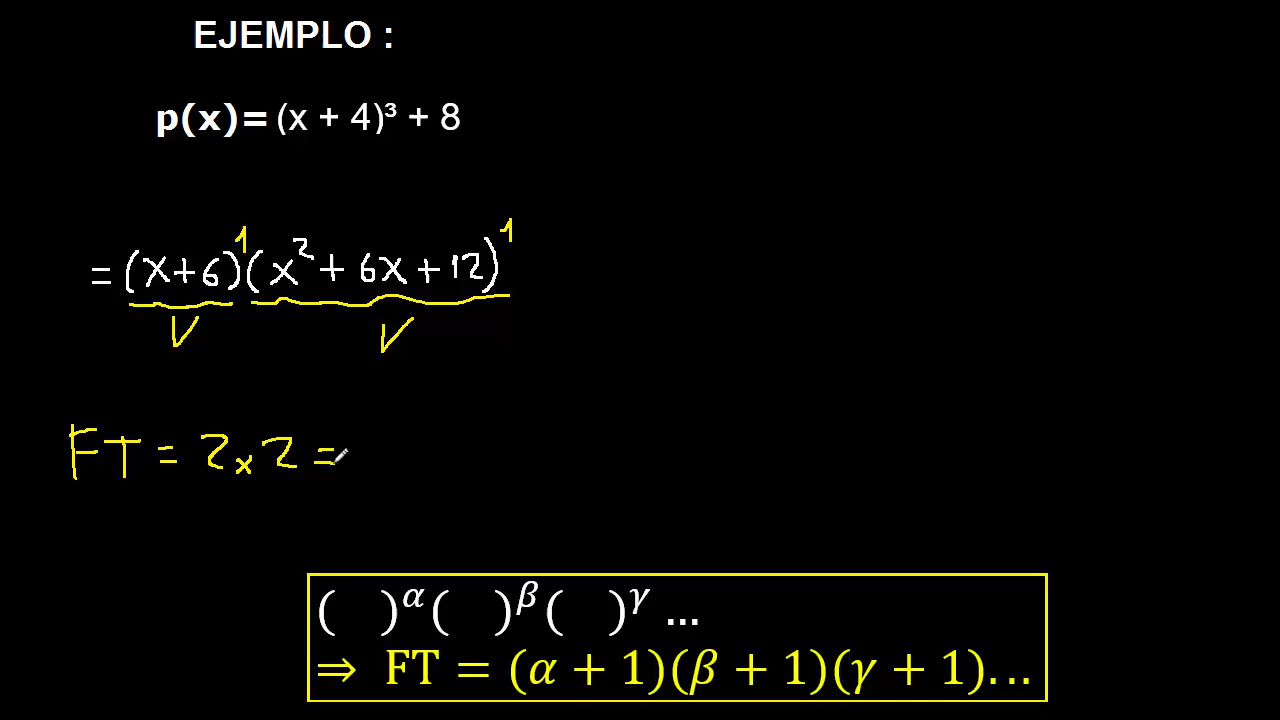 EJEMPLO :
p(x)= (x + 4)³ + 8
= (x+6)¹(x² + 6x + 12)¹
V V
FT = 2x2 =
( )^α ( )^β ( )^γ ...
⇒ FT = (α + 1)(β + 1)(γ + 1)...